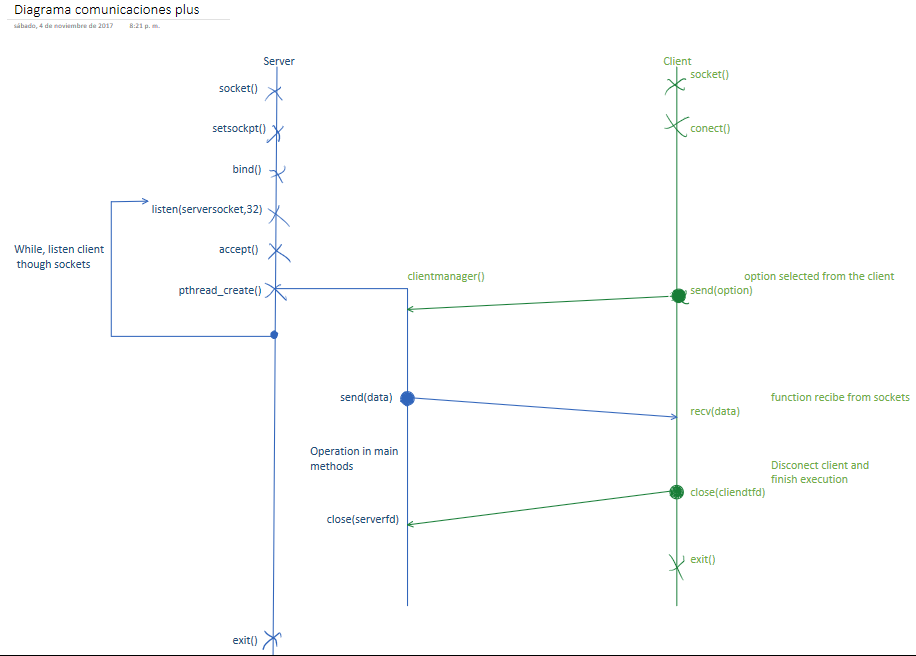 Diagrama comunicaciones plus
sábado, 4 de noviembre de 2017 8:21 p. m.
Server
Client
socket()
socket()
setsockpt()
conect()
bind()
listen(serversocket,32)
While, listen client
though sockets
accept()
clientmanager()
option selected from the client
pthread_create()
send(option)
send(data)
function recibe from sockets
recv(data)
Operation in main
methods
Disconect client and
finish execution
close(cliendtfd)
close(serverfd)
exit()
exit()